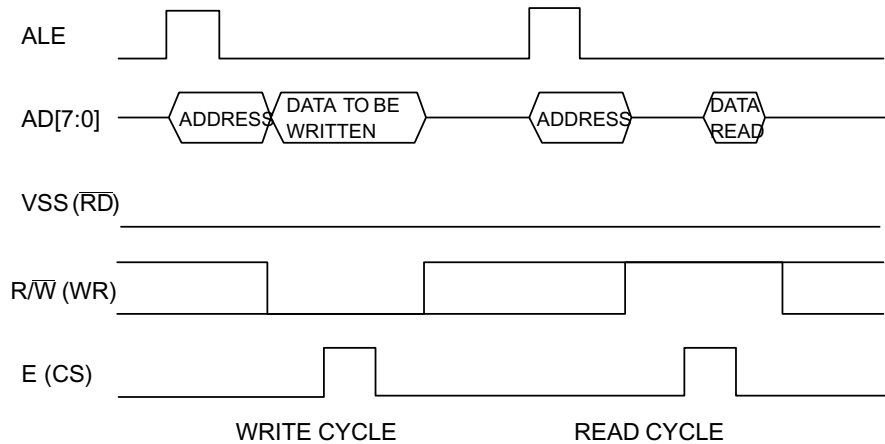 ALE
AD[7:0]
ADDRESS
DATA TO BE
WRITTEN
ADDRESS
DATA
READ
VSS (R̅D̅)
R/W̅ (WR)
E (CS)
WRITE CYCLE
READ CYCLE